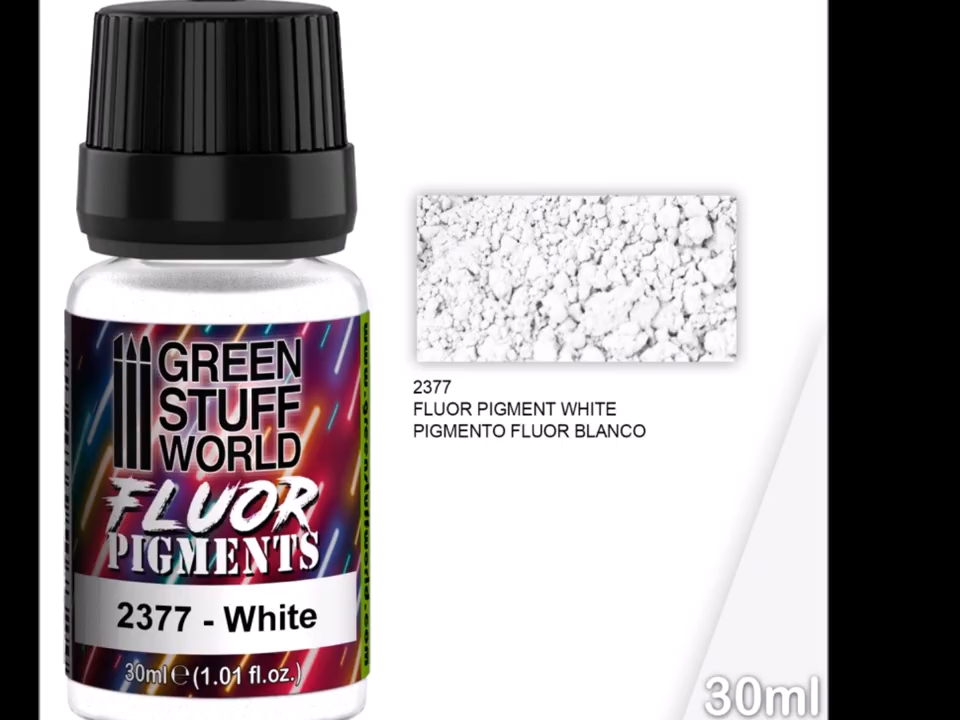 GREEN
STUFF
WORLD
FLUOR
PIGMENTS
2377 - White
30ml℮(1.01 fl.oz.)
2377
FLUOR PIGMENT WHITE
PIGMENTO FLUOR BLANCO
30ml